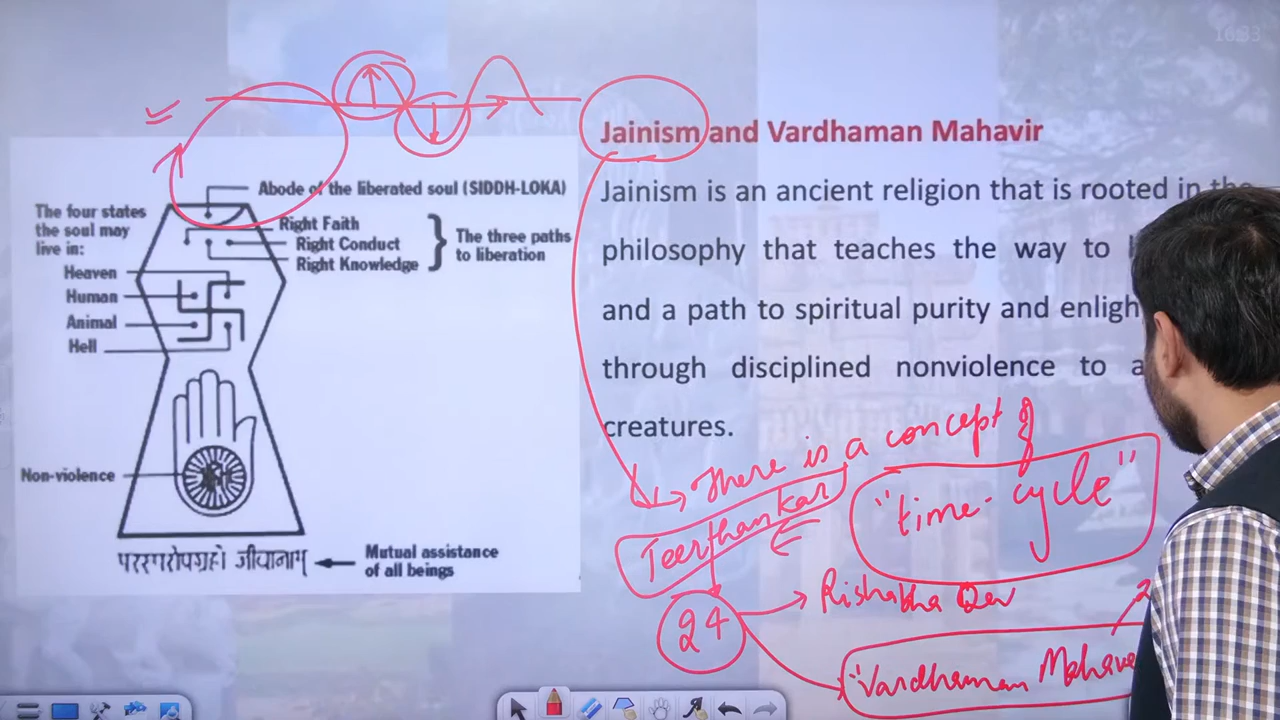 16:33
Jainism and Vardhaman Mahavir
Jainism is an ancient religion that is rooted in the
philosophy that teaches the way to
and a path to spiritual purity and enligh
through disciplined nonviolence to a
creatures.
Abode of the liberated soul (SIDDH-LOKA)
The four states
the soul may
live in:
Right Faith
Right Conduct
Right Knowledge
The three paths
to liberation
Heaven
Human
Animal
Hell
Non-violence
परस्परोपग्रहो जीवानाम्
Mutual assistance
of all beings
There is a concept of
"time-cycle"
Teerthankar
24
Rishabha Dev
"Vardhaman Mahave